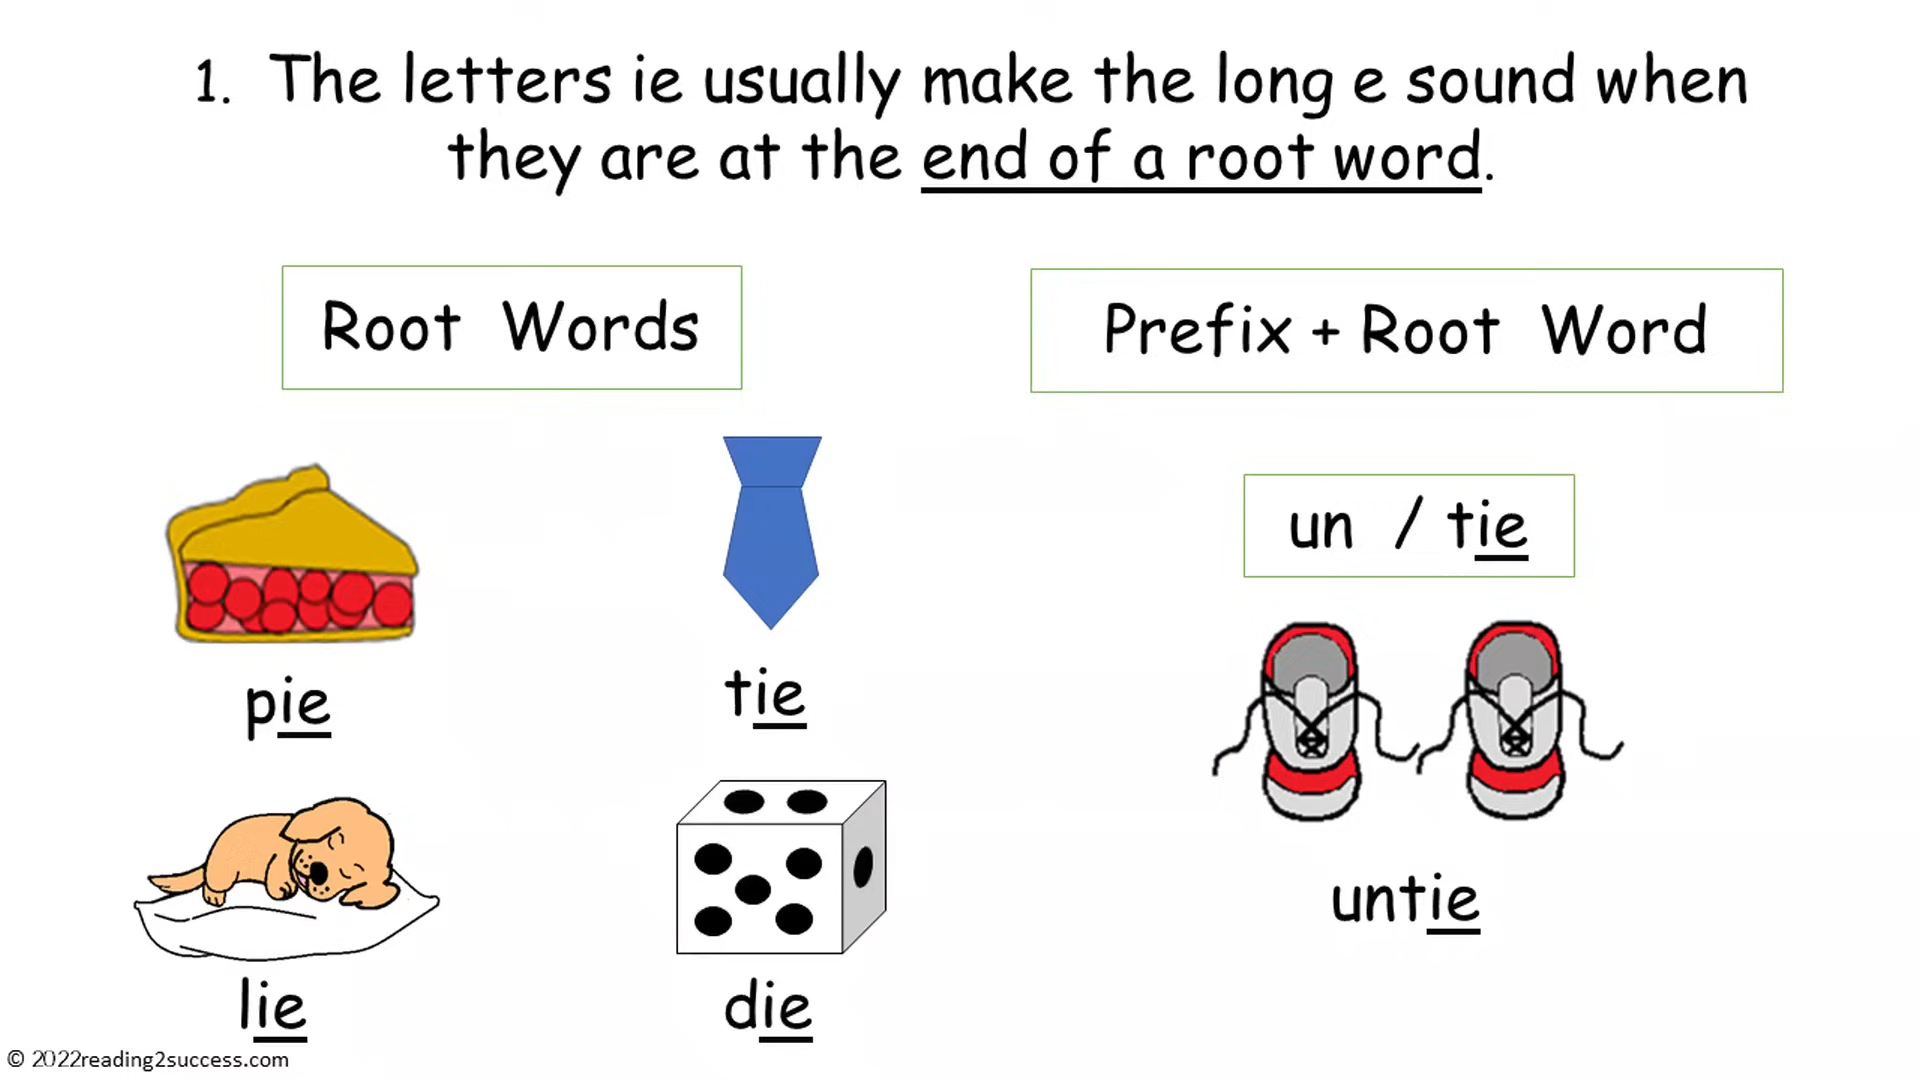 1. The letters ie usually make the long e sound when
they are at the end of a root word.
Root Words
Prefix + Root Word
un / tie
pie
tie
untie
lie
die
© 2022reading2success.com